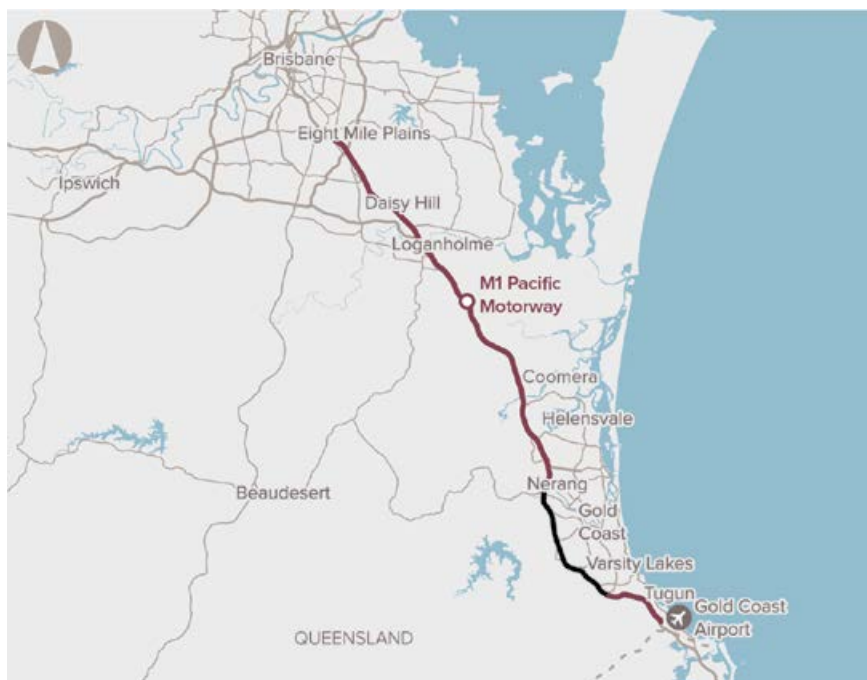 Brisbane
Eight Mile Plains
Ipswich
Daisy Hill
Loganholme
M1 Pacific
Motorway
Coomera
Helensvale
Nerang
Beaudesert
Gold
Coast
Varsity Lakes
Tugun
Gold Coast
Airport
QUEENSLAND